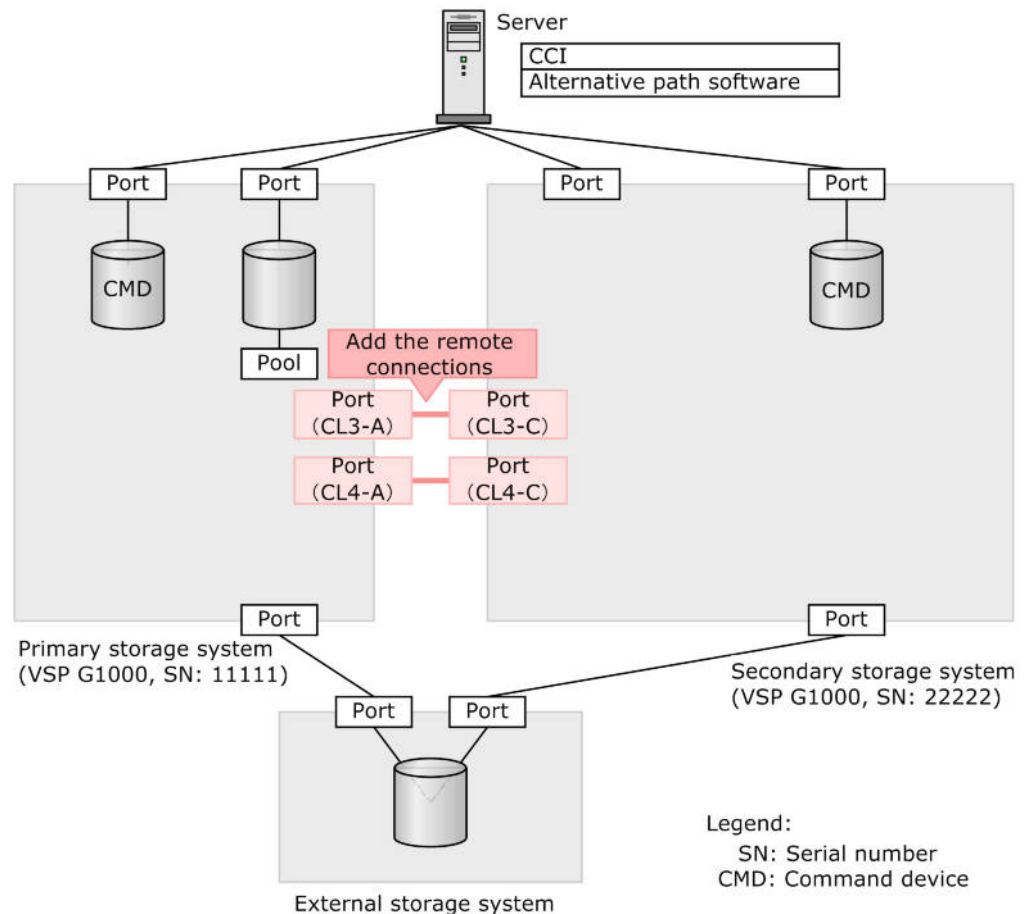 Server
CCI
Alternative path software
Port
Port
Port
Port
CMD
CMD
Add the remote
connections
Pool
Port
(CL3-A)
Port
(CL3-C)
Port
(CL4-A)
Port
(CL4-C)
Port
Port
Primary storage system
(VSP G1000, SN: 11111)
Secondary storage system
(VSP G1000, SN: 22222)
Port
Port
Legend:
SN: Serial number
CMD: Command device
External storage system